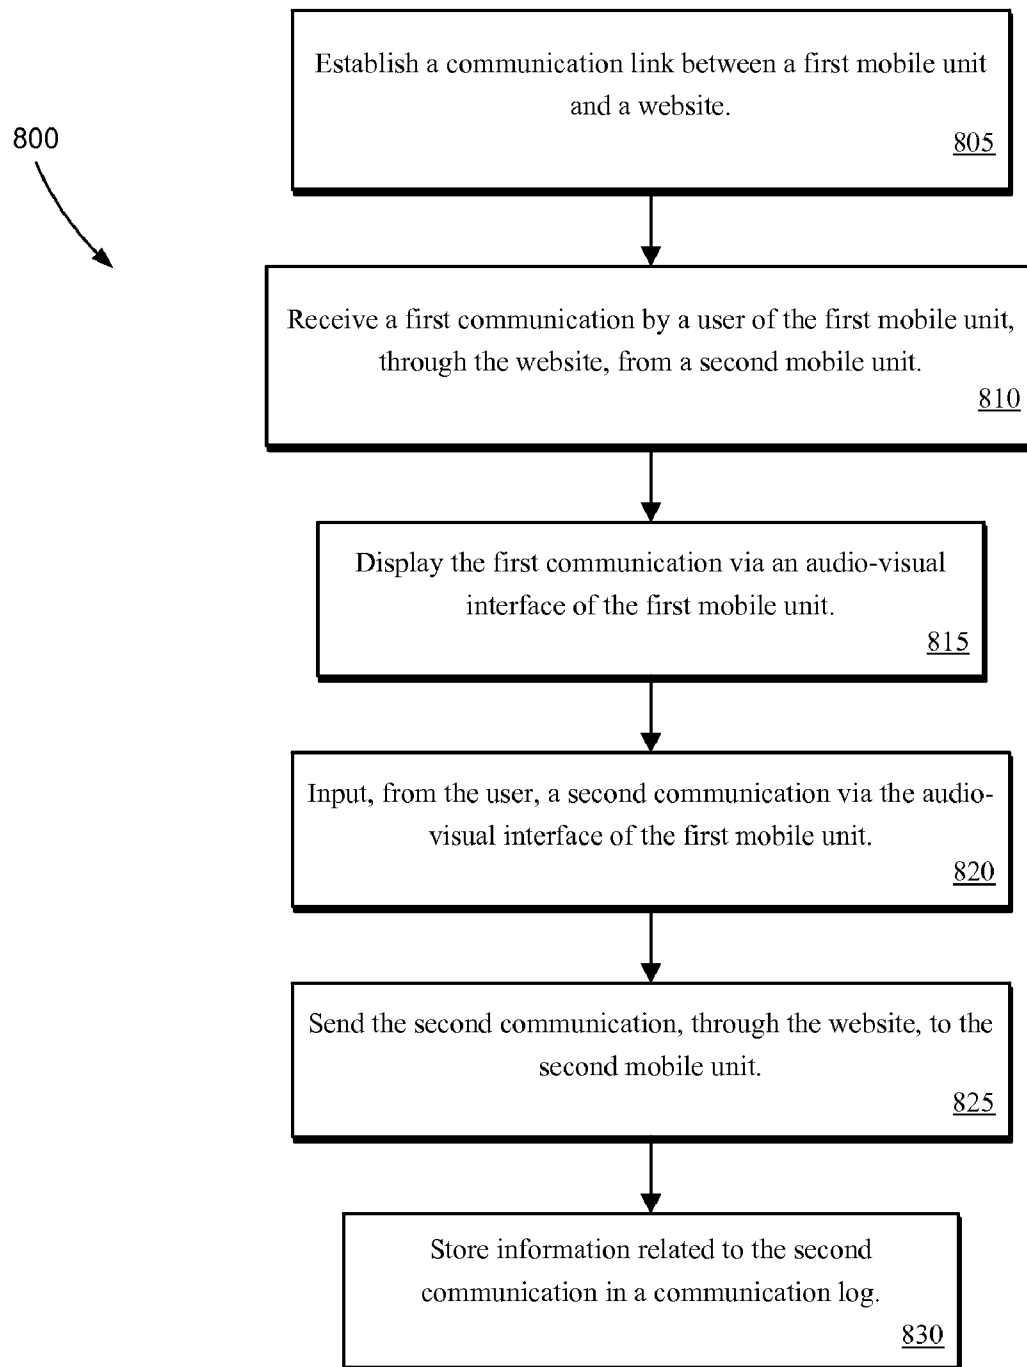 Establish a communication link between a first mobile unit
and a website.
805
800
Receive a first communication by a user of the first mobile unit,
through the website, from a second mobile unit.
810
Display the first communication via an audio-visual
interface of the first mobile unit.
815
Input, from the user, a second communication via the audio-
visual interface of the first mobile unit.
820
Send the second communication, through the website, to the
second mobile unit.
825
Store information related to the second
communication in a communication log.
830